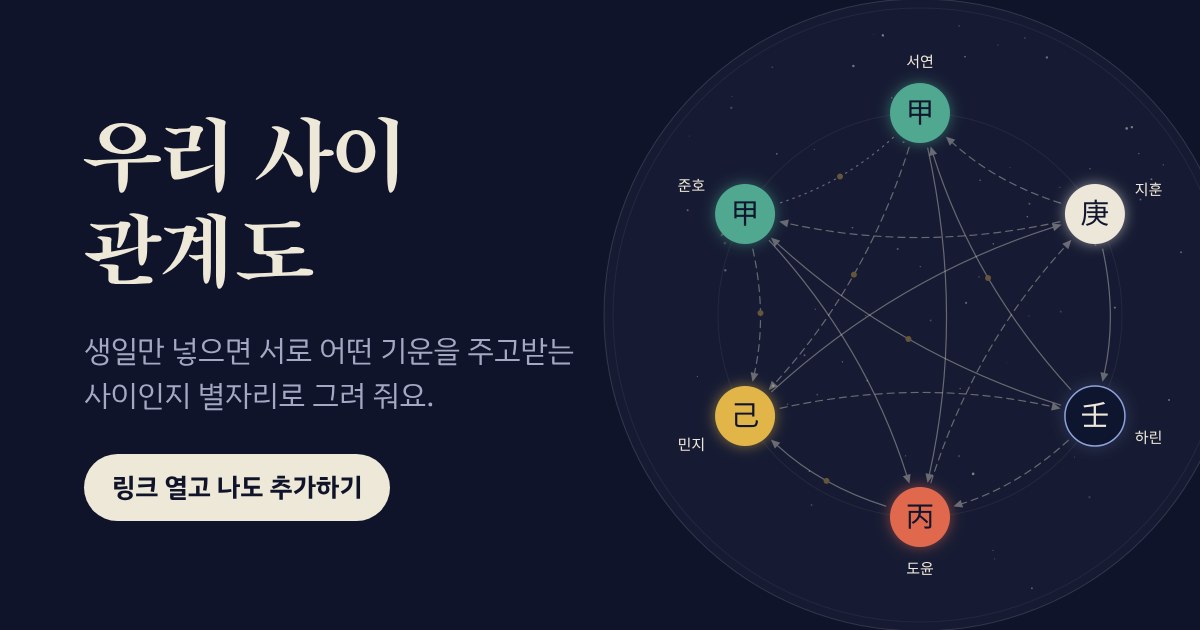 우리 사이
관계도
생일만 넣으면 서로 어떤 기운을 주고받는
사이인지 별자리로 그려 줘요.
링크 열고 나도 추가하기
서연
甲
준호
甲
지훈
庚
민지
己
하린
壬
丙
도윤